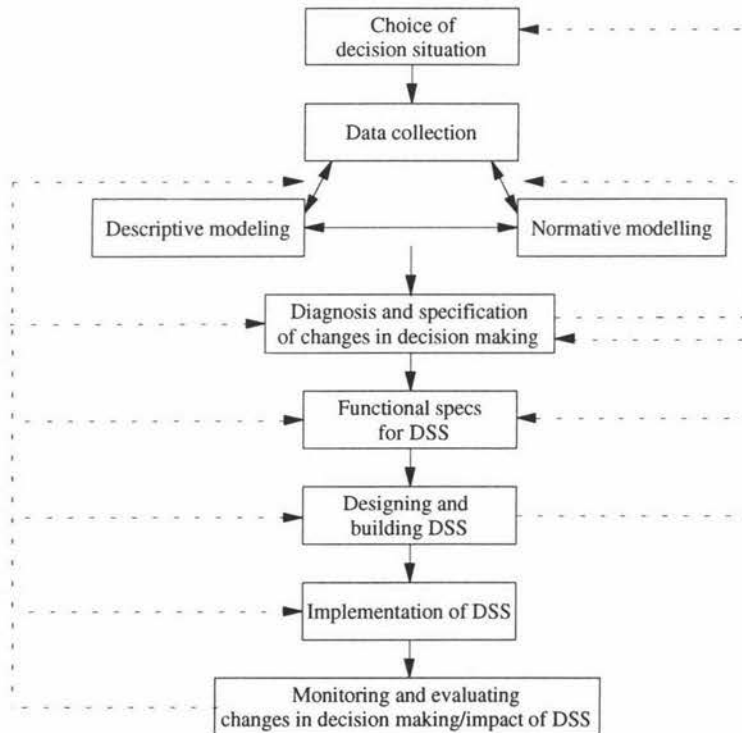 Choice of
decision situation
Data collection
Descriptive modeling
Normative modelling
Diagnosis and specification
of changes in decision making
Functional specs
for DSS
Designing and
building DSS
Implementation of DSS
Monitoring and evaluating
changes in decision making/impact of DSS